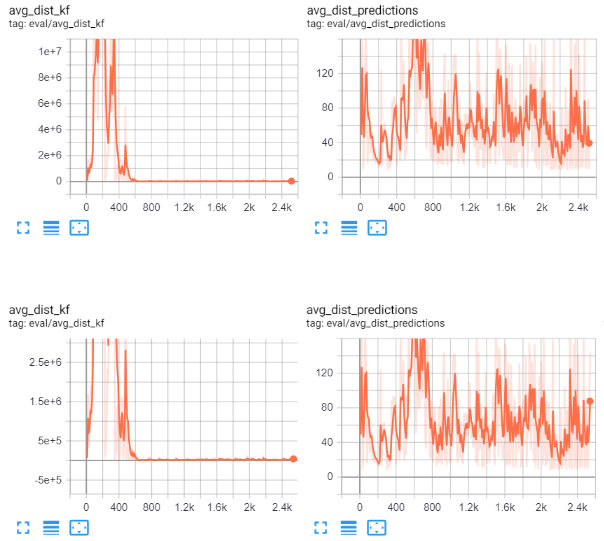 avg_dist_kf
tag: eval/avg_dist_kf
1e+7
8e+6
6e+6
4e+6
2e+6
0
0 400 800 1.2k 1.6k 2k 2.4k
avg_dist_predictions
tag: eval/avg_dist_predictions
120
80
40
0
0 400 800 1.2k 1.6k 2k 2.4k
avg_dist_kf
tag: eval/avg_dist_kf
2.5e+6
1.5e+6
5e+5
-5e+5
0 400 800 1.2k 1.6k 2k 2.4k
avg_dist_predictions
tag: eval/avg_dist_predictions
120
80
40
0
0 400 800 1.2k 1.6k 2k 2.4k